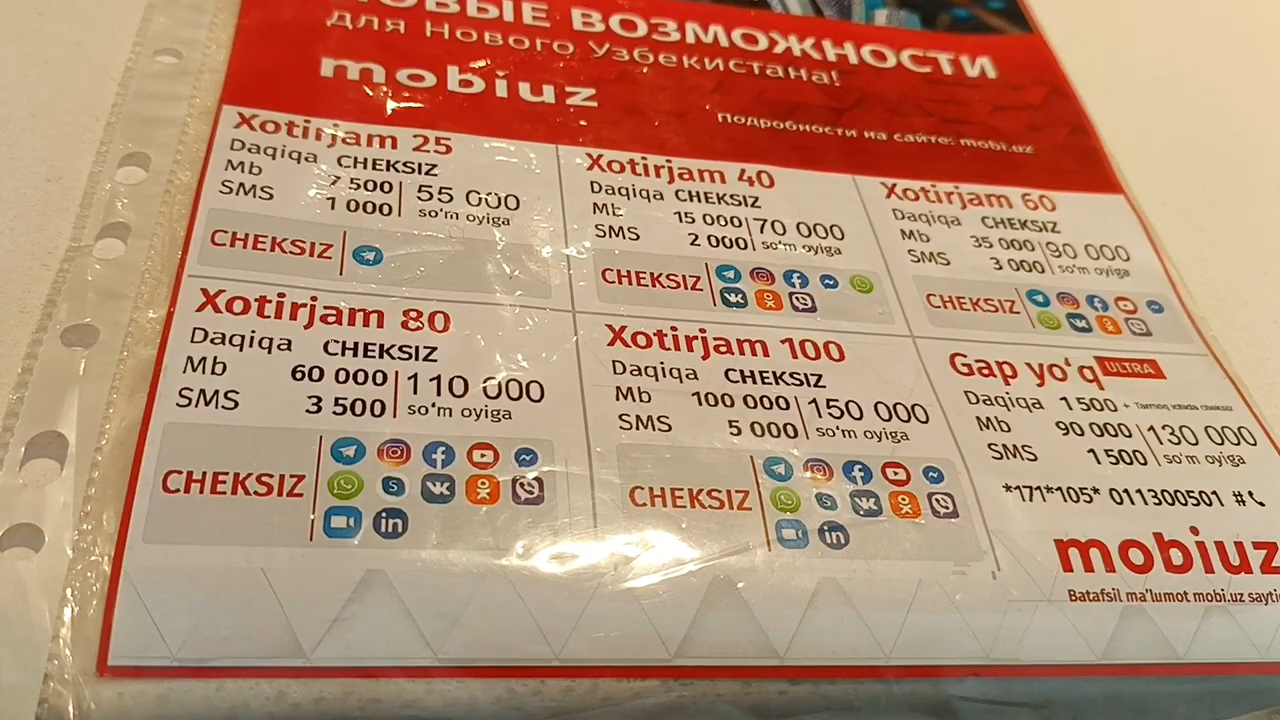 НОВЫЕ ВОЗМОЖНОСТИ
для Нового Узбекистана!
mobiuz
Подробности на сайте: mobi.uz
Xotirjam 25
Daqiqa CHEKSIZ
Mb 7 500
SMS 1 000
55 000
so'm oyiga
CHEKSIZ
Xotirjam 40
Daqiqa CHEKSIZ
Mb 15 000
SMS 2 000
70 000
so'm oyiga
CHEKSIZ
Xotirjam 60
Daqiqa CHEKSIZ
Mb 35 000
SMS 3 000
90 000
so'm oyiga
CHEKSIZ
Xotirjam 80
Daqiqa CHEKSIZ
Mb 60 000
SMS 3 500
110 000
so'm oyiga
CHEKSIZ
Xotirjam 100
Daqiqa CHEKSIZ
Mb 100 000
SMS 5 000
150 000
so'm oyiga
CHEKSIZ
Gap yo'q ULTRA
Daqiqa 1 500 + Tarmoq ichida cheksiz
Mb 90 000
SMS 1 500
130 000
so'm oyiga
*171*105* 011300501 #
mobiuz
Batafsil ma'lumot mobi.uz